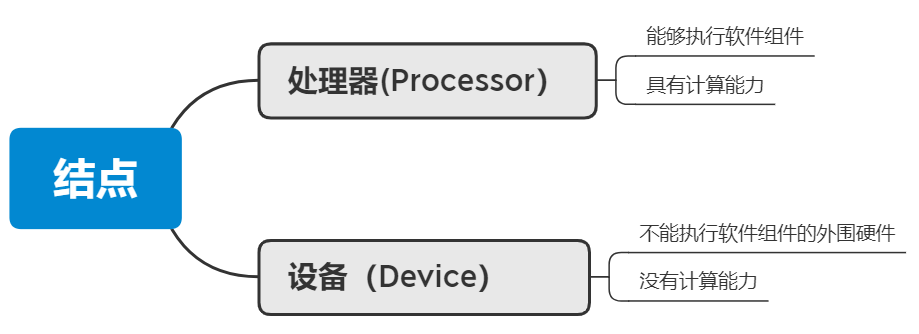 结点
处理器(Processor)
能够执行软件组件
具有计算能力
设备（Device）
不能执行软件组件的外围硬件
没有计算能力